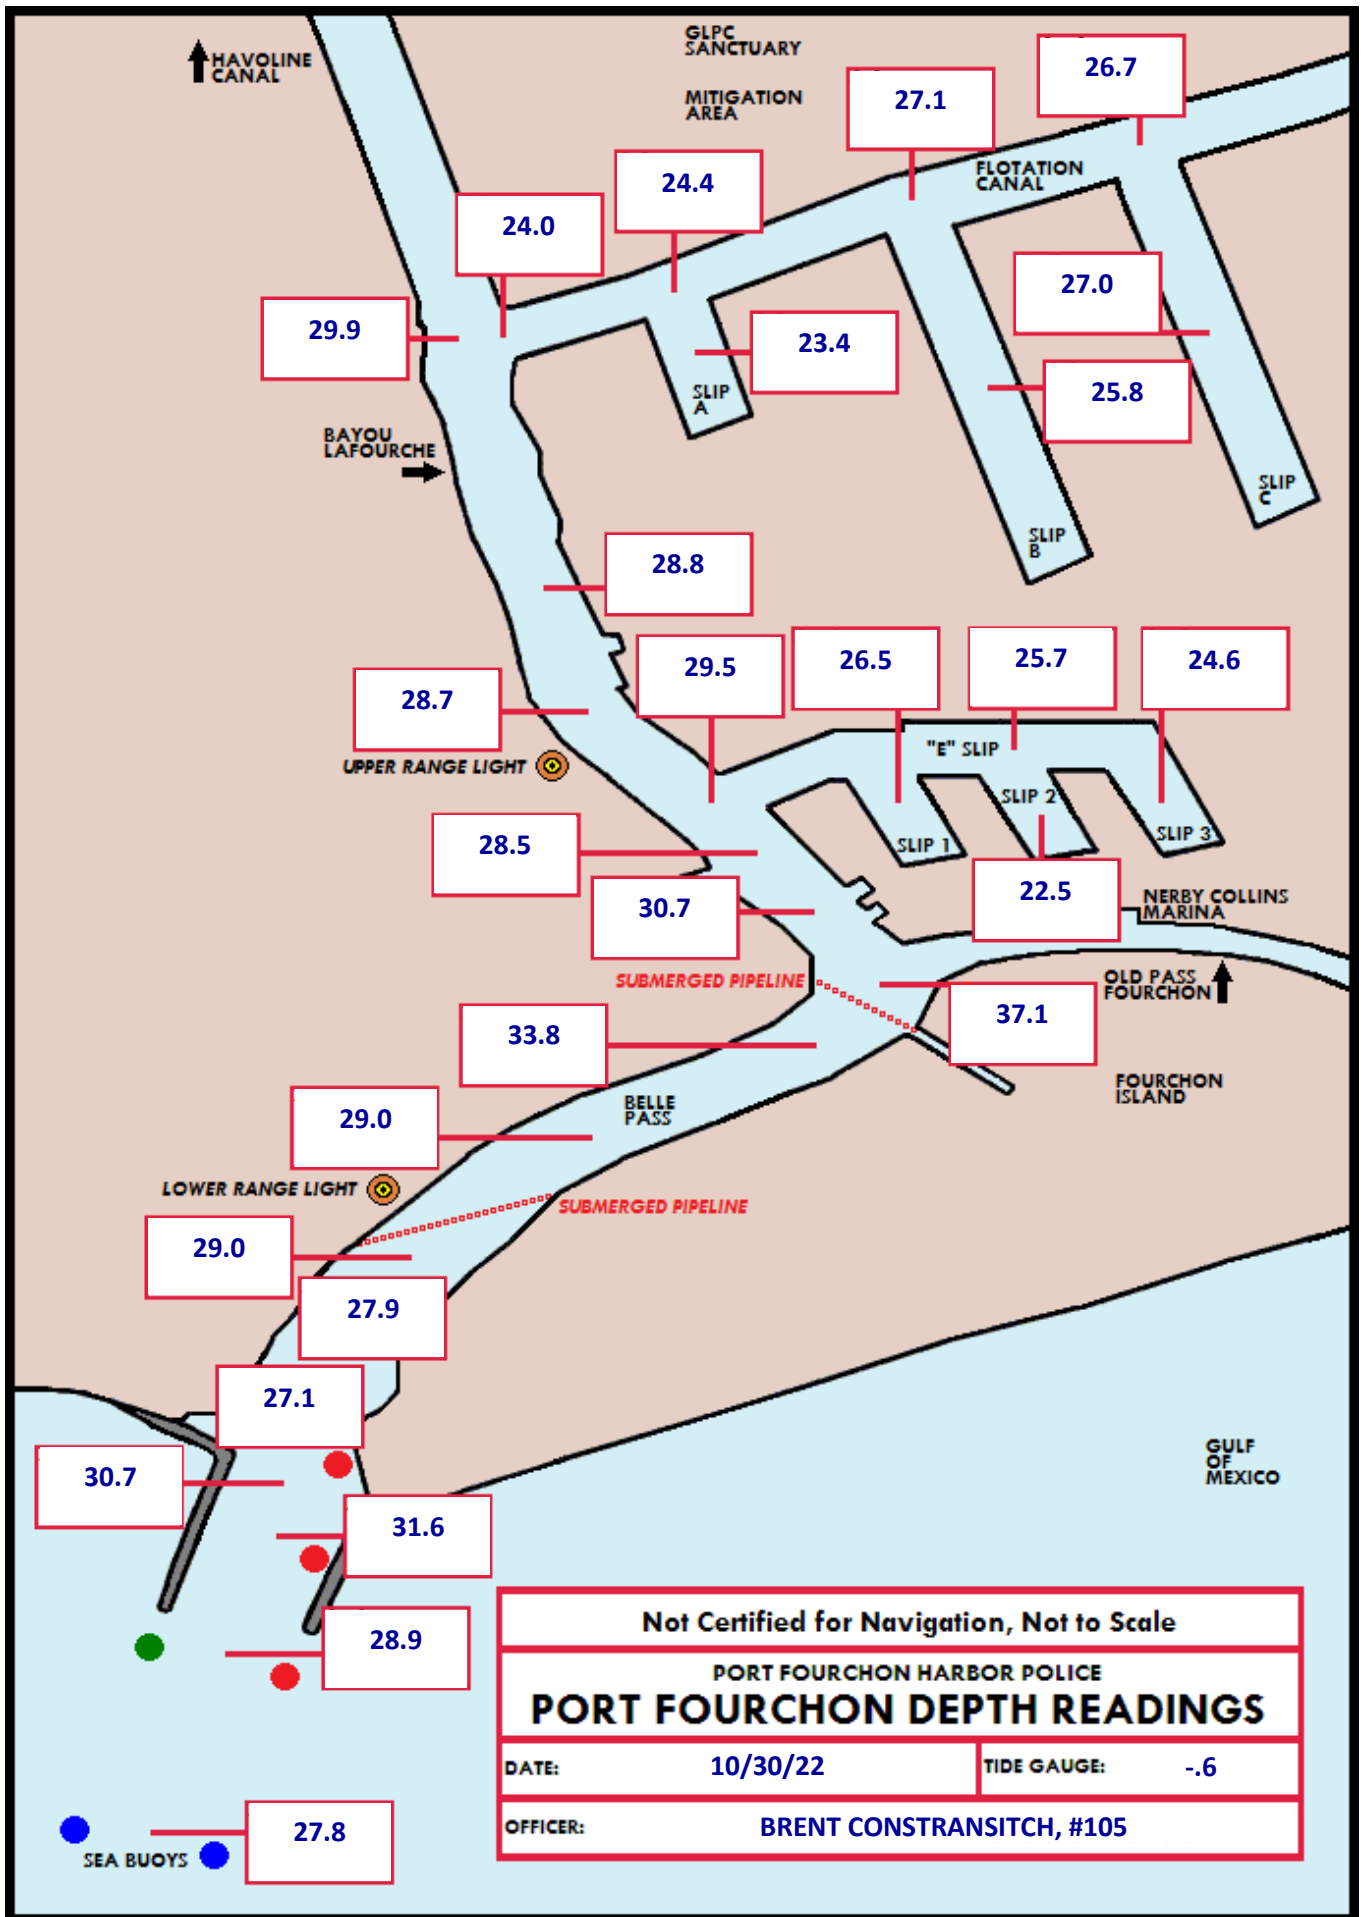 HAVOLINE
CANAL
GLPC
SANCTUARY
MITIGATION
AREA
26.7
27.1
FLOTATION
CANAL
24.4
24.0
27.0
29.9
23.4
25.8
SLIP
A
BAYOU
LAFOURCHE
SLIP
C
SLIP
B
28.8
29.5
26.5
25.7
24.6
28.7
"E" SLIP
UPPER RANGE LIGHT
SLIP 2
SLIP 1
SLIP 3
28.5
22.5
30.7
NERBY COLLINS
MARINA
SUBMERGED PIPELINE
OLD PASS
FOURCHON
37.1
33.8
FOURCHON
ISLAND
BELLE
PASS
29.0
LOWER RANGE LIGHT
SUBMERGED PIPELINE
29.0
27.9
27.1
30.7
GULF
OF
MEXICO
31.6
28.9
Not Certified for Navigation, Not to Scale
PORT FOURCHON HARBOR POLICE
PORT FOURCHON DEPTH READINGS
DATE: 10/30/22 TIDE GAUGE: -.6
OFFICER: BRENT CONSTRANSITCH, #105
27.8
SEA BUOYS